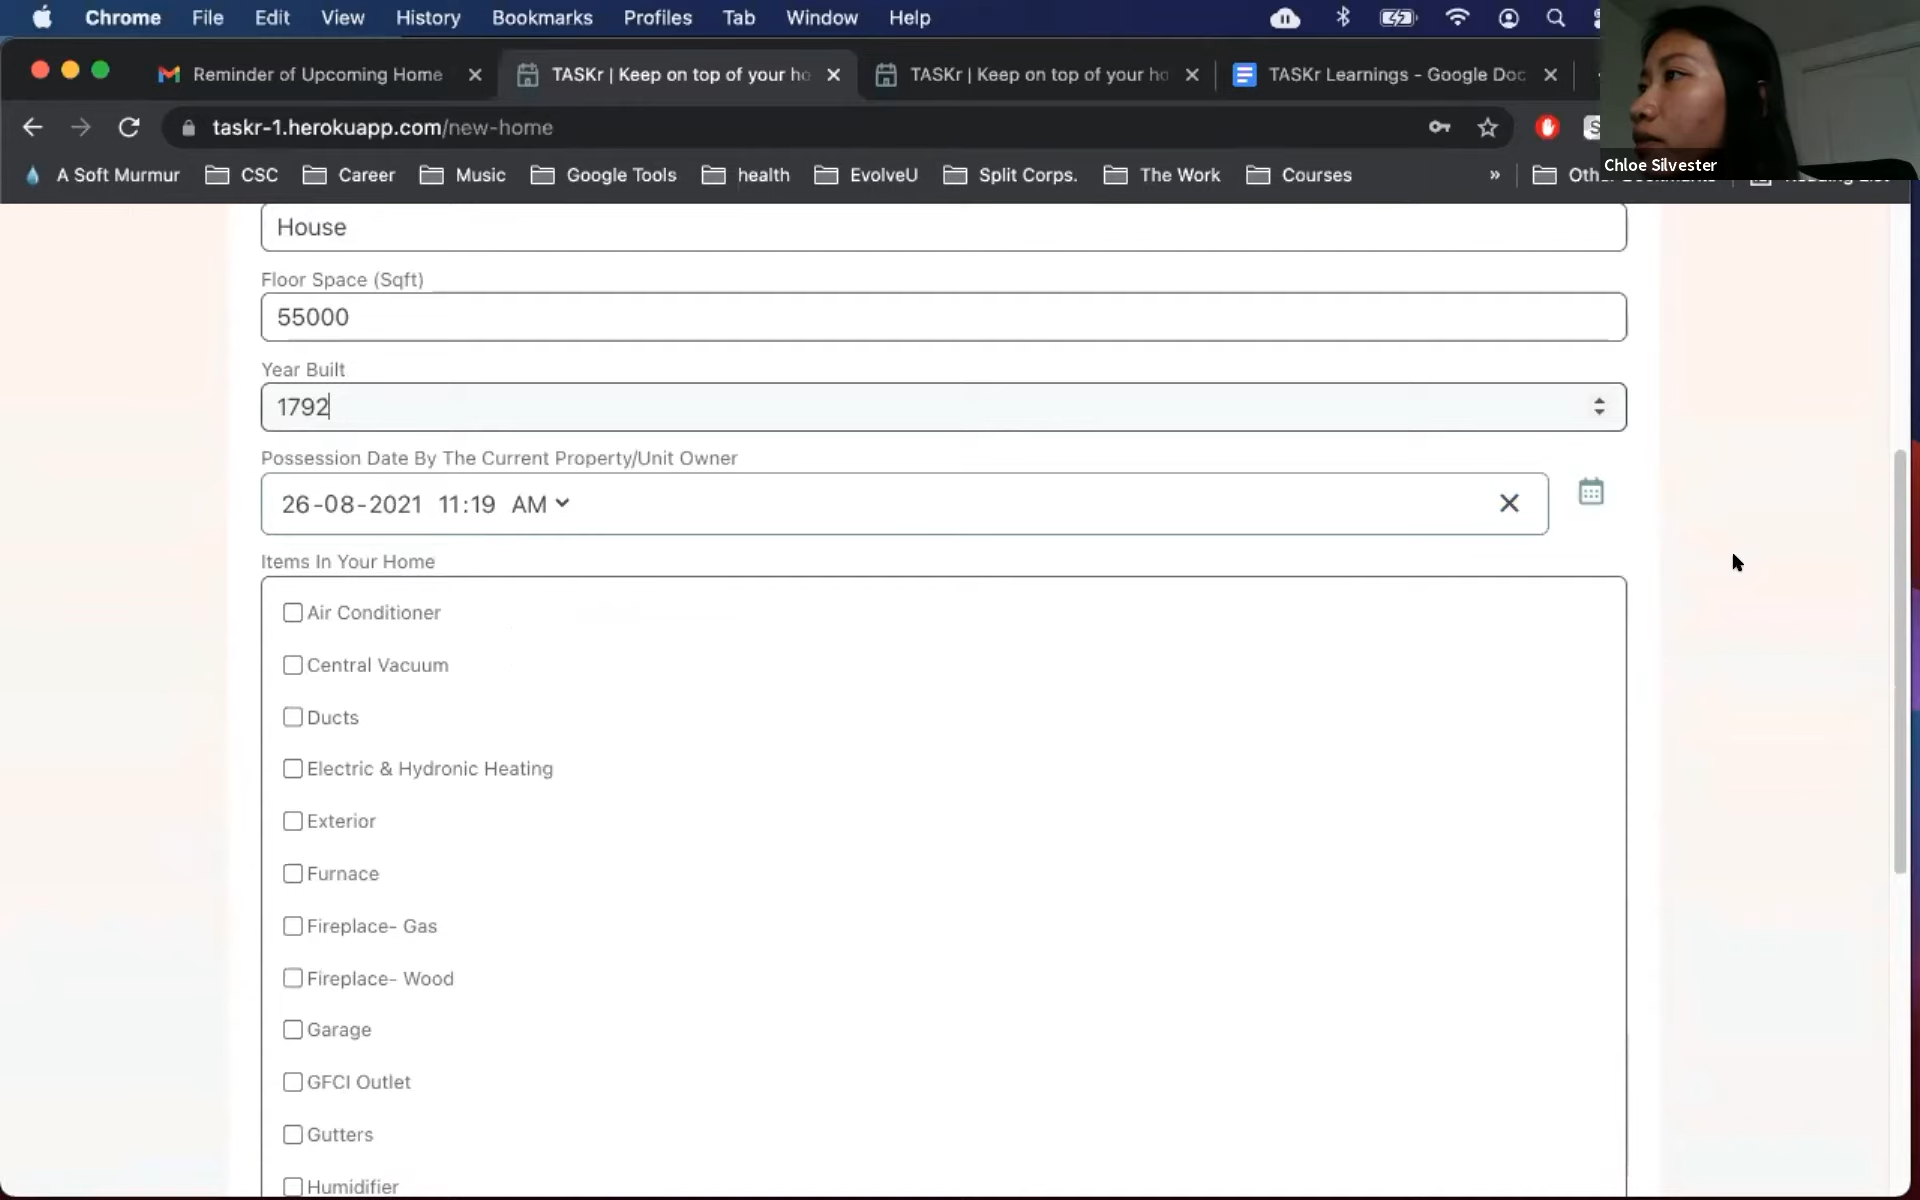 Chrome File Edit View History Bookmarks Profiles Tab Window Help
Reminder of Upcoming Home
TASKr | Keep on top of your ho
TASKr | Keep on top of your ho
TASKr Learnings - Google Doc
taskr-1.herokuapp.com/new-home
A Soft Murmur CSC Career Music Google Tools health EvolveU Split Corps. The Work Courses »
Chloe Silvester
House
Floor Space (Sqft)
55000
Year Built
1792
Possession Date By The Current Property/Unit Owner
26-08-2021 11:19 AM
Items In Your Home
Air Conditioner
Central Vacuum
Ducts
Electric & Hydronic Heating
Exterior
Furnace
Fireplace- Gas
Fireplace- Wood
Garage
GFCI Outlet
Gutters
Humidifier